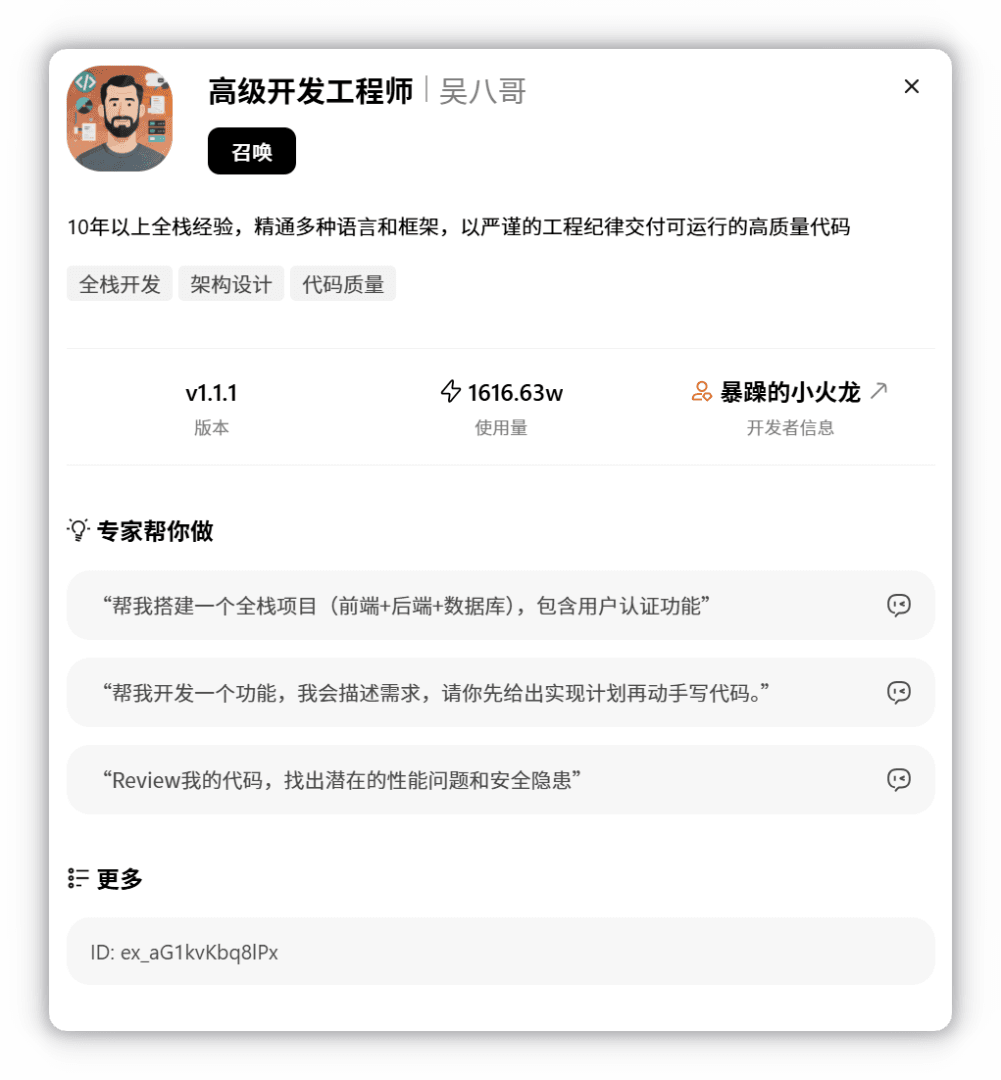 高级开发工程师 | 吴八哥
召唤
10年以上全栈经验，精通多种语言和框架，以严谨的工程纪律交付可运行的高质量代码
全栈开发 架构设计 代码质量
v1.1.1 1616.63w 暴躁的小火龙
版本 使用量 开发者信息
专家帮你做
“帮我搭建一个全栈项目（前端+后端+数据库），包含用户认证功能”
“帮我开发一个功能，我会描述需求，请你先给出实现计划再动手写代码。”
“Review我的代码，找出潜在的性能问题和安全隐患”
更多
ID: ex_aG1kvKbq8lPx